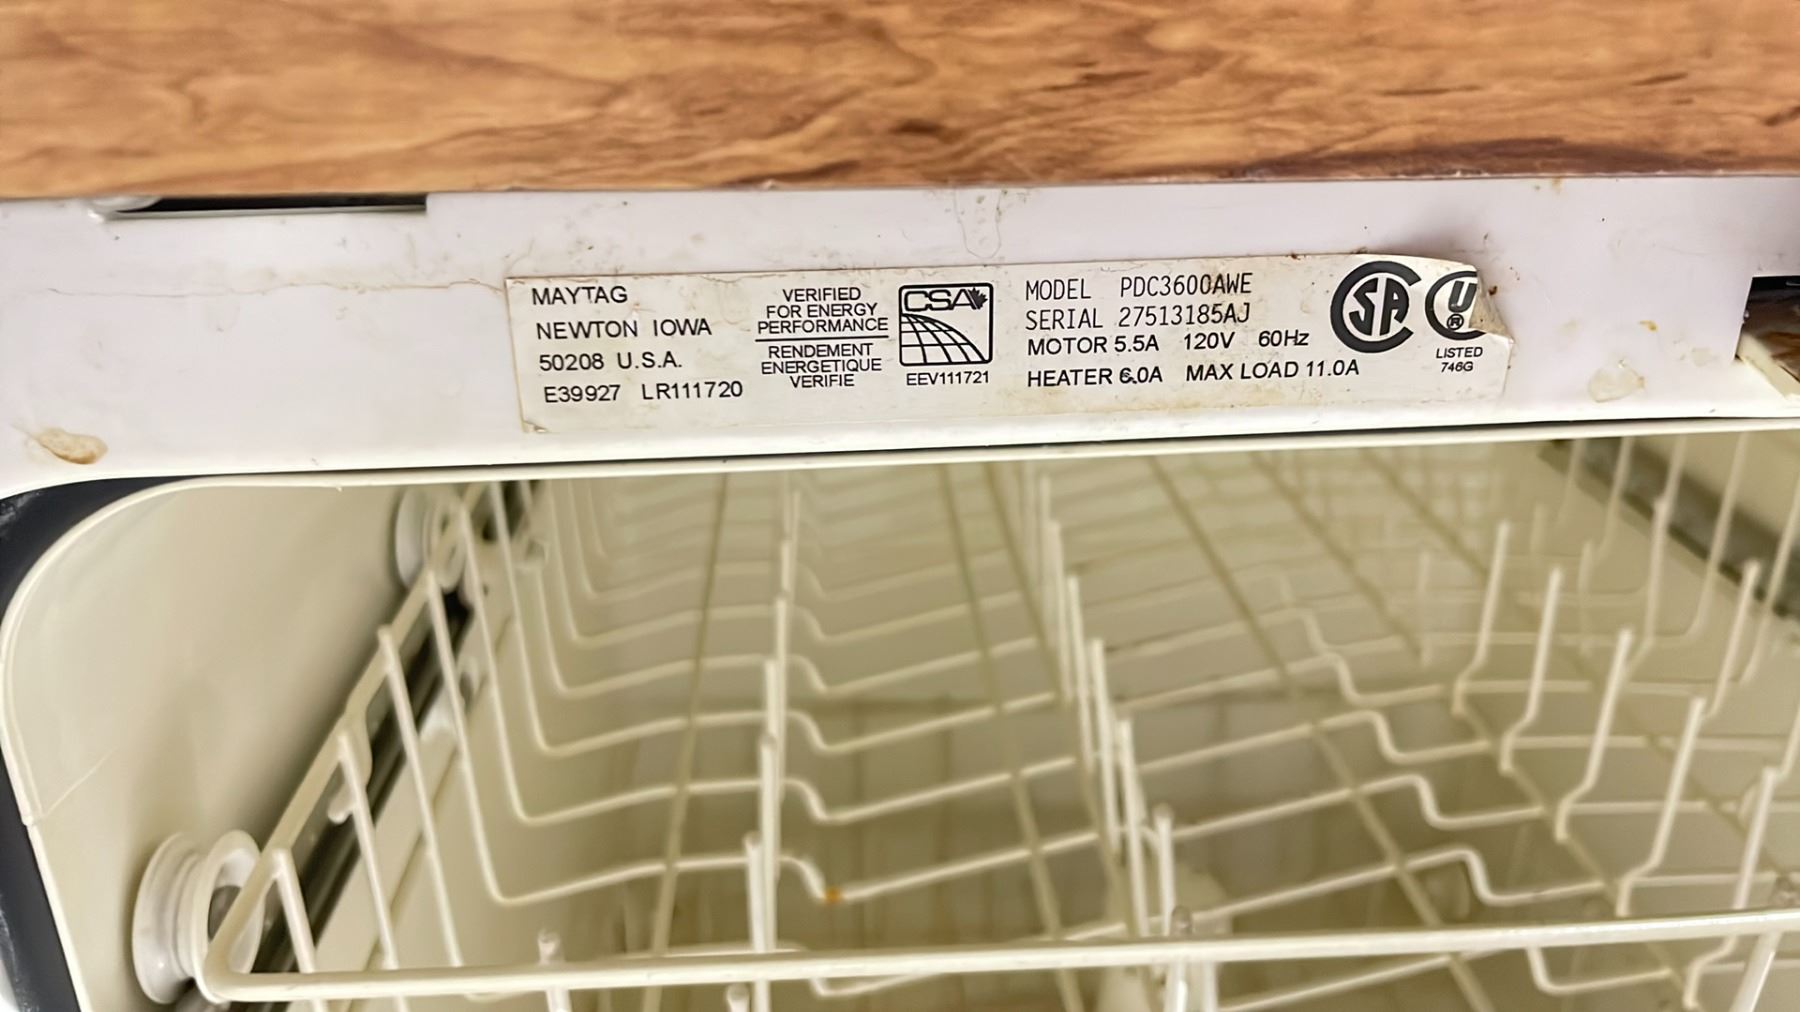 MAYTAG
NEWTON IOWA
50208 U.S.A.
E39927 LR111720
VERIFIED
FOR ENERGY
PERFORMANCE
RENDEMENT
ENERGETIQUE
VERIFIE
CSA
EEV111721
MODEL PDC3600AWE
SERIAL 27513185AJ
MOTOR 5.5A 120V 60Hz
HEATER 6.0A MAX LOAD 11.0A
SA
U
®
LISTED
746G